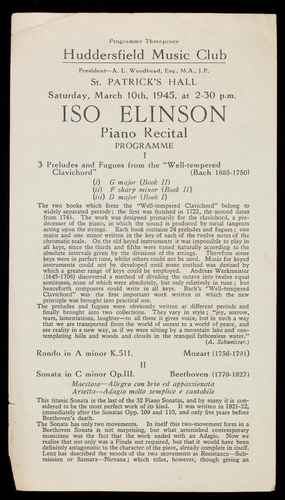 Programme Threepence
Huddersfield Music Club
President—A. L. Woodhead, Esq., M.A., J.P.
St. PATRICK'S HALL
Saturday, March 10th, 1945, at 2-30 p.m.
ISO ELINSON
Piano Recital
PROGRAMME
I
3 Preludes and Fugues from the "Well-tempered
Clavichord" (Bach 1685-1750)
(i) G major (Book II)
(ii) F sharp minor (Book II)
(iii) D major (Book I)
The two books which form the "Well-tempered Clavichord" belong to
widely separated periods; the first was finished in 1722, the second dates
from 1744. The work was designed primarily for the clavichord, a pre-
decessor of the piano, in which the sound is produced by metal tangents
acting upon the strings. Each book contains 24 preludes and fugues; one
major and one minor written in the key of each of the twelve notes of the
chromatic scale. On the old keyed instruments it was impossible to play in
all keys, since the thirds and fifths were tuned naturally according to the
absolute intervals given by the divisions of the strings. Therefore some
keys were in perfect tune, whilst others could not be used. Music for keyed
instruments could not be developed until some method was devised by
which a greater range of keys could be employed. Andreas Werkmeister
(1645-1706) discovered a method of dividing the octave into twelve equal
semitones, none of which were absolutely, but only relatively in tune; but
henceforth composers could write in all keys. Bach's "Well-tempered
Clavichord" was the first important work written in which the new
principle was brought into practical use.
The preludes and fugues were obviously written at different periods and
finally brought into two collections. They vary in style; "joy, sorrow,
tears, lamentations, laughter—to all these it gives voice, but in such a way
that we are transported from the world of unrest to a world of peace, and
see reality in a new way, as if we were sitting by a mountain lake and con-
templating hills and woods and clouds in the tranquil fathomless water."
(A. Schweitzer.)
Rondo in A minor K.511. Mozart (1756-1791)
II
Sonata in C minor Op.III. Beethoven (1770-1827)
Maestoso—Allegro con brio ed appassionata
Arietta—Adagio molto semplice e cantabile
This titanic Sonata is the last of the 32 Piano Sonatas, and by many it is con-
sidered to be the most perfect work of its kind. It was written in 1821-22,
immediately after the Sonatas Opp. 109 and 110, and only five years before
Beethoven's death.
The Sonata has only two movements. In itself this two-movement form in a
Beethoven Sonata is not surprising, but what astonished contemporary
musicians was the fact that the work ended with an Adagio. Now we
realise that not only was a Finale not required, but that it would have been
definitely antagonistic to the character of the piece, already complete in itself.
Lenz has described the moods of the two movements as Resistance—Sub-
mission or Sansara—Nirvana; which titles, however, though giving an